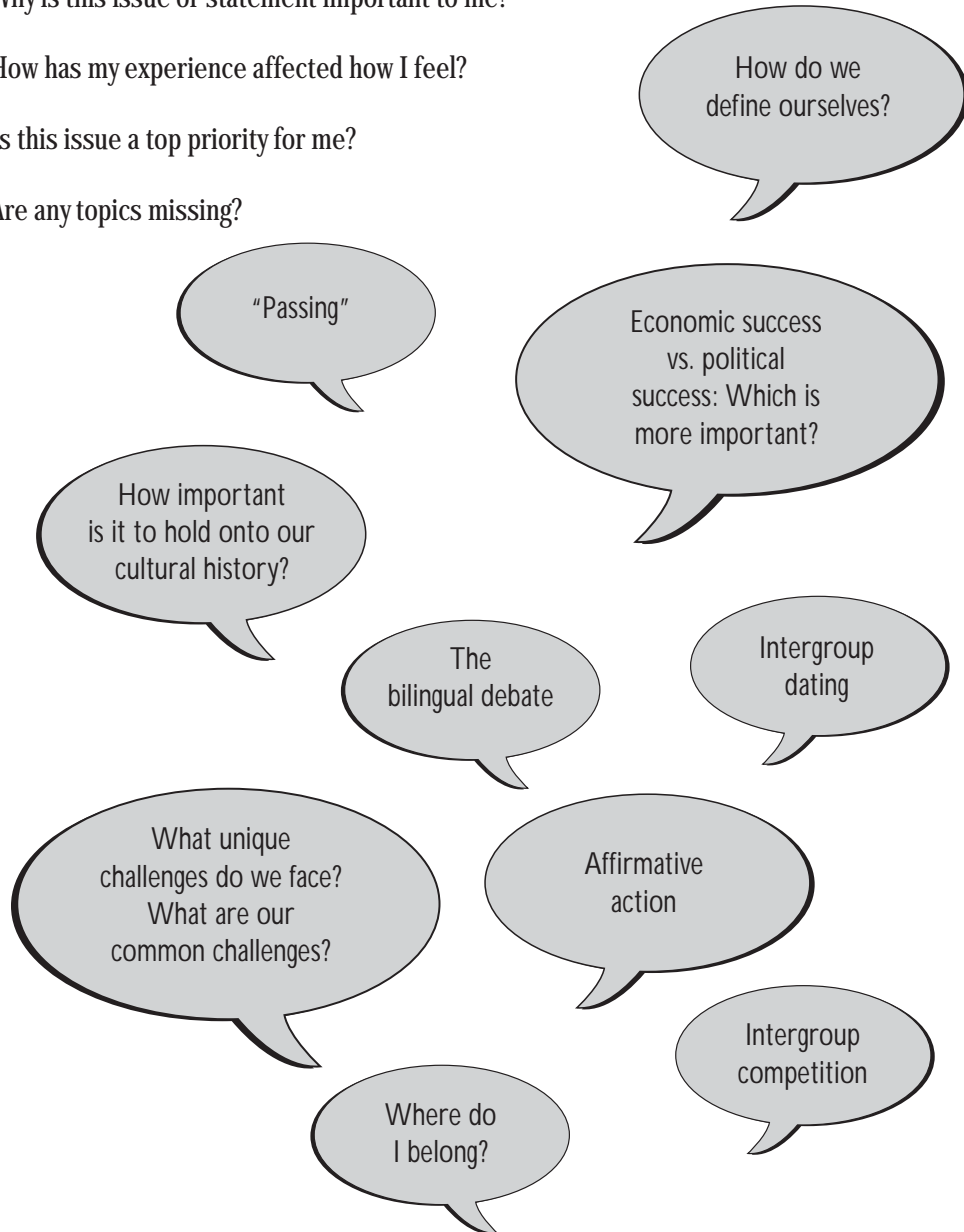 Why is this issue or statement important to me?
How has my experience affected how I feel?
Is this issue a top priority for me?
Are any topics missing?
How do we
define ourselves?
“Passing”
Economic success
vs. political
success: Which is
more important?
How important
is it to hold onto our
cultural history?
The
bilingual debate
Intergroup
dating
What unique
challenges do we face?
What are our
common challenges?
Affirmative
action
Intergroup
competition
Where do
I belong?